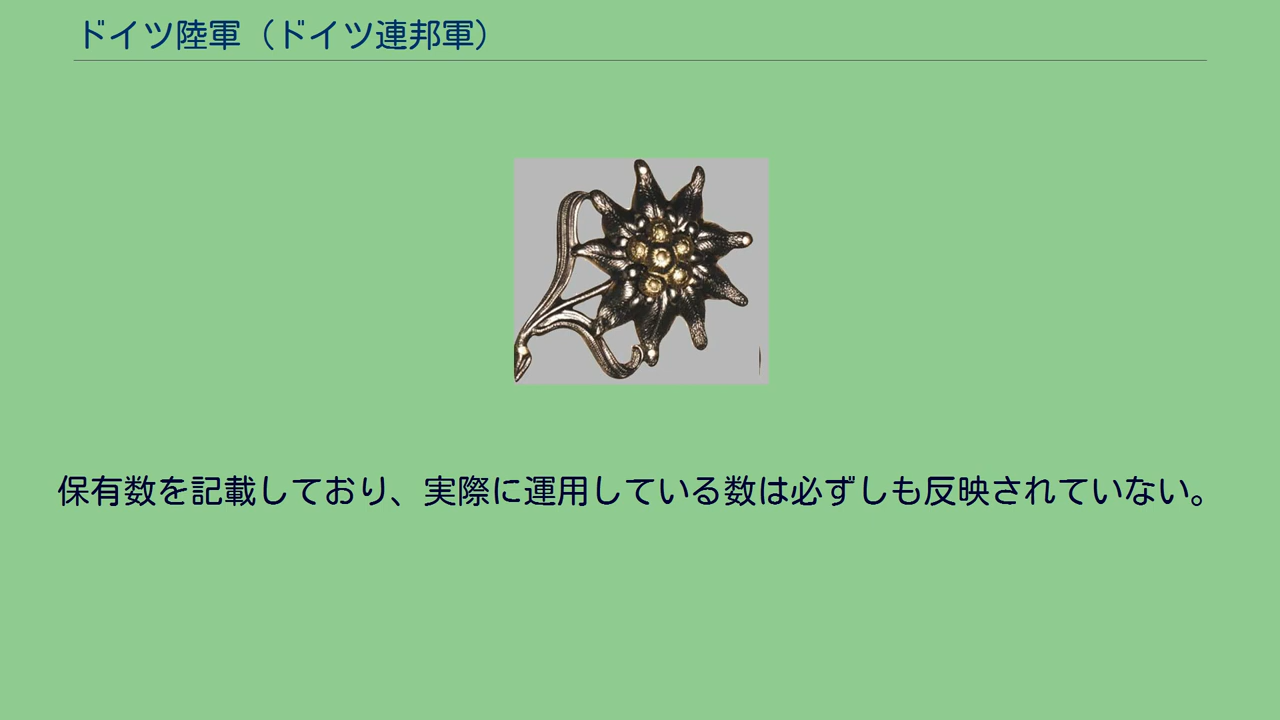 ドイツ陸軍（ドイツ連邦軍）
保有数を記載しており、実際に運用している数は必ずしも反映されていない。